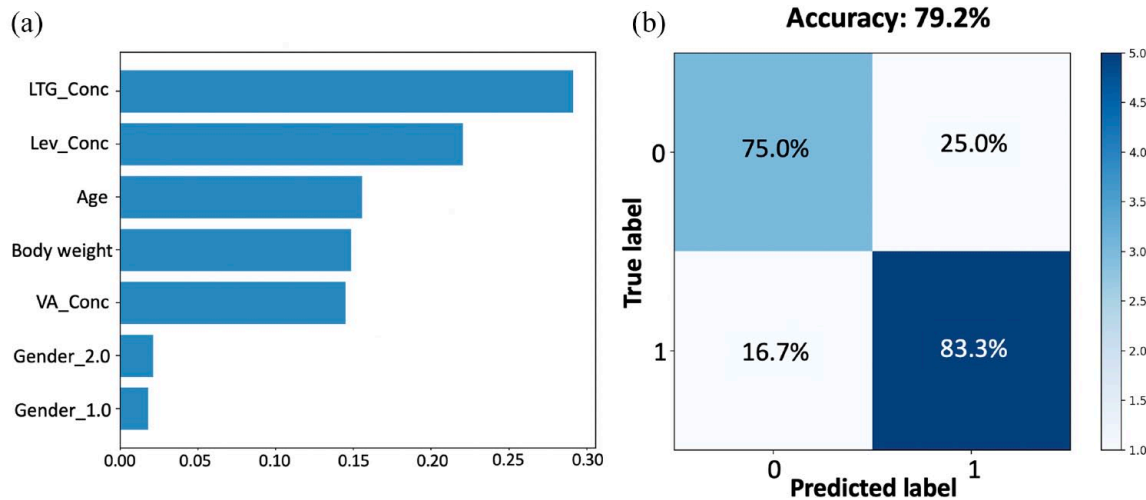 (a)
LTG_Conc
Lev_Conc
Age
Body weight
VA_Conc
Gender_2.0
Gender_1.0
0.00 0.05 0.10 0.15 0.20 0.25 0.30
(b)
Accuracy: 79.2%
True label
0
75.0% 25.0%
1
16.7% 83.3%
0 1
Predicted label
5.0
4.5
4.0
3.5
3.0
2.5
2.0
1.5
1.0